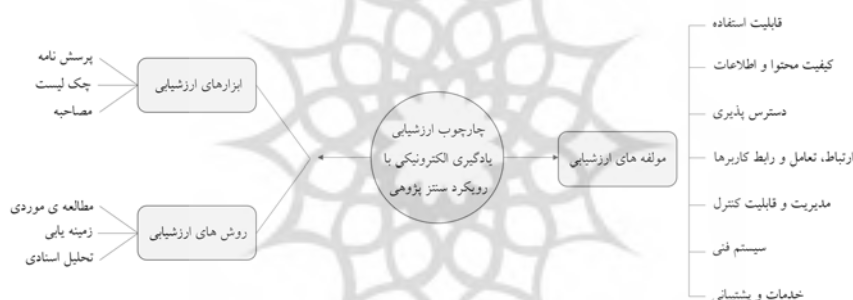 قابلیت استفاده
کیفیت محتوا و اطلاعات
دسترس پذیری
ارتباط، تعامل و رابط کاربرها
مدیریت و قابلیت کنترل
سیستم فنی
خدمات و پشتیبانی
مولفه های ارزشیابی
چارچوب ارزشیابی
یادگیری الکترونیکی با
رویکرد سنتز پژوهی
ابزارهای ارزشیابی
پرسش نامه
چک لیست
مصاحبه
روش های ارزشیابی
مطالعه ی موردی
زمینه یابی
تحلیل اسنادی